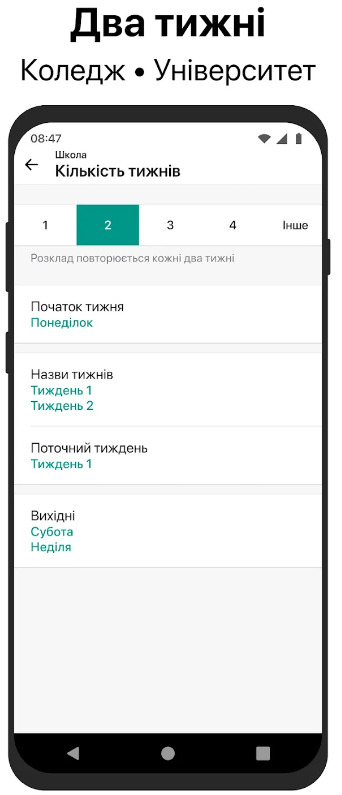 Два тижні
Коледж • Університет
08:47
Школа
Кількість тижнів
1 2 3 4 Інше
Розклад повторюється кожні два тижні
Початок тижня
Понеділок
Назви тижнів
Тиждень 1
Тиждень 2
Поточний тиждень
Тиждень 1
Вихідні
Субота
Неділя